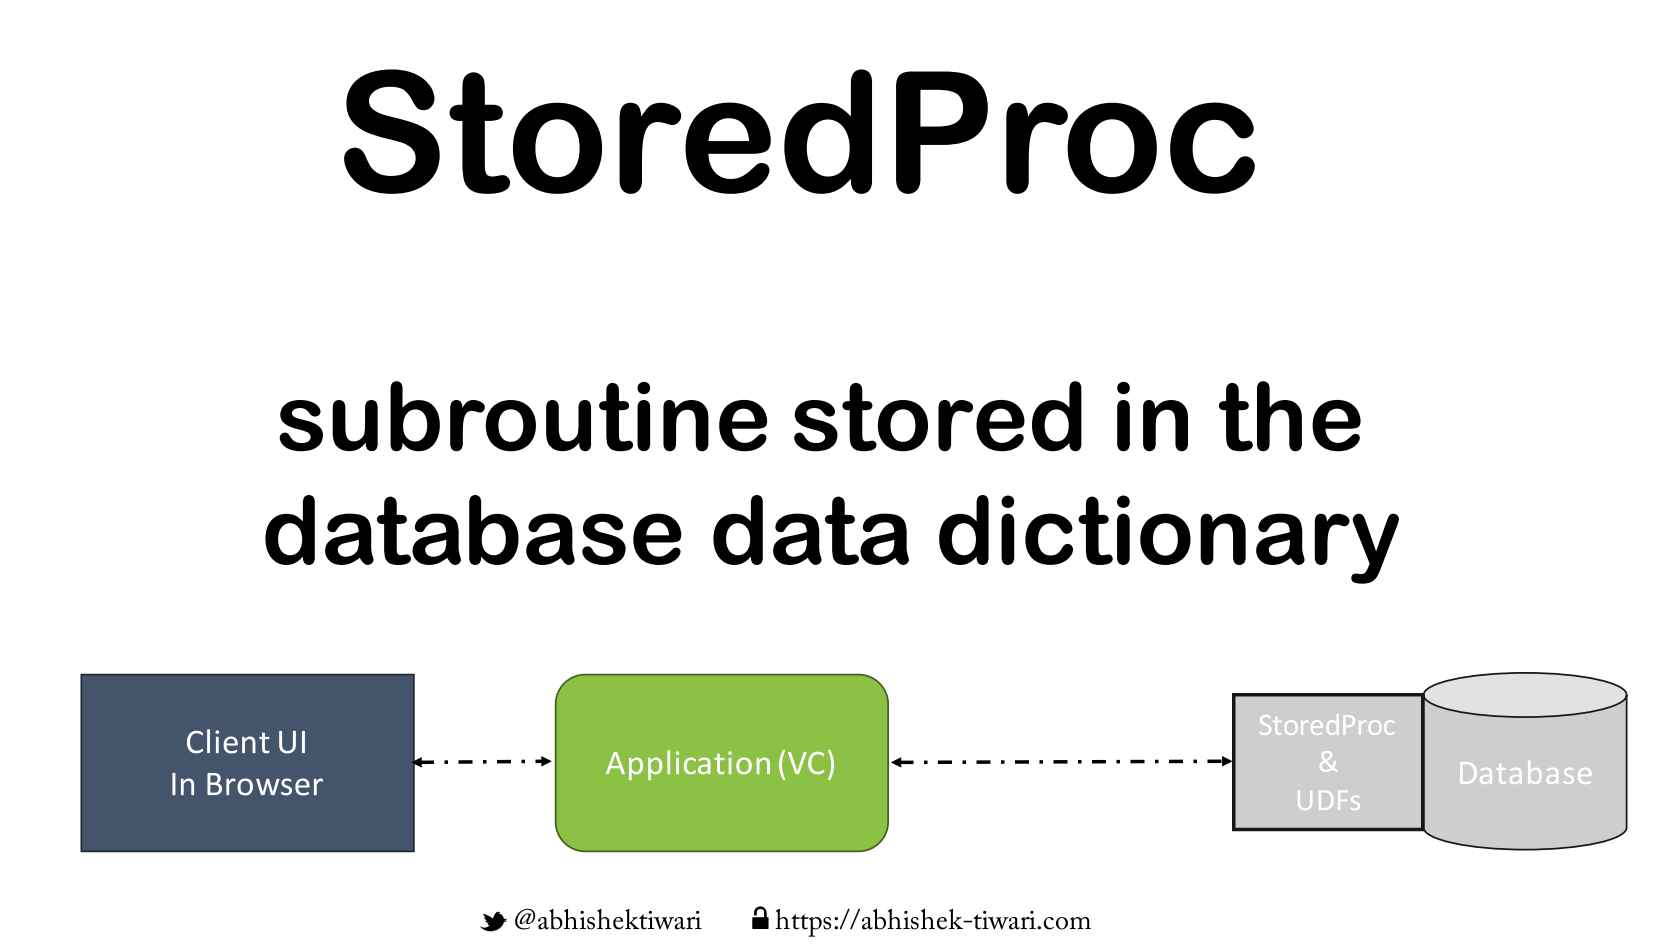 StoredProc
subroutine stored in the
database data dictionary
Client UI
In Browser
Application (VC)
StoredProc
&
UDFs
Database
@abhishektiwari
https://abhishek-tiwari.com